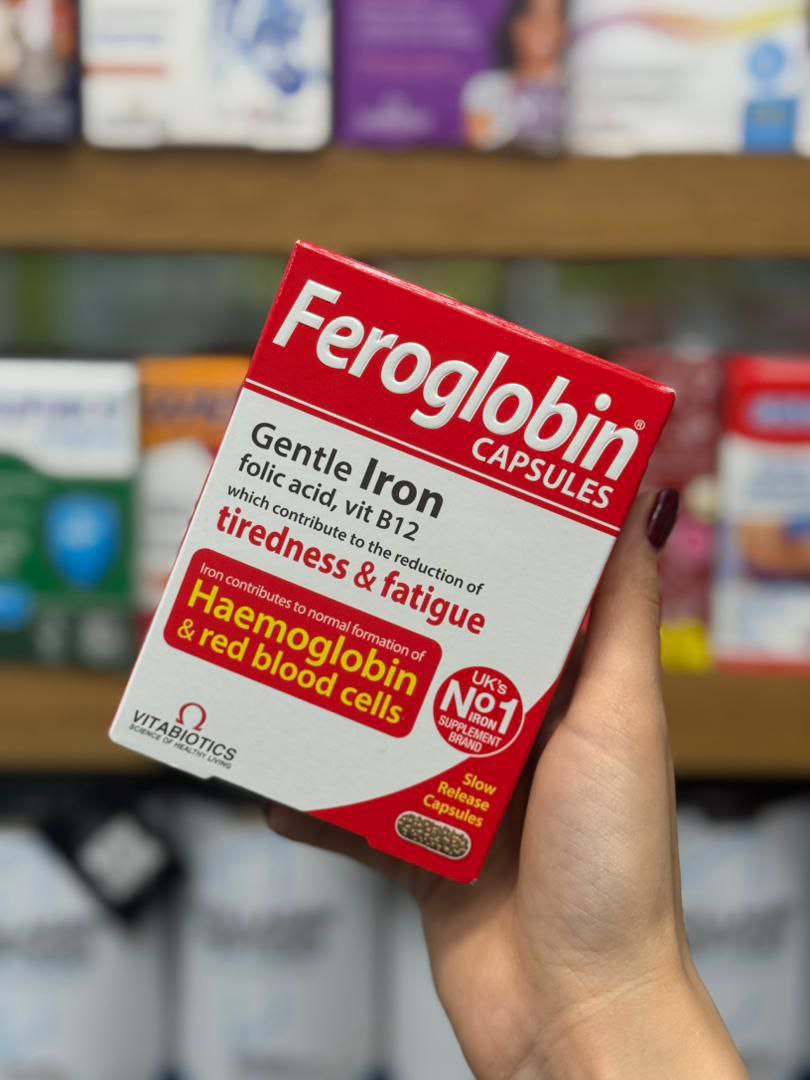 Feroglobin®
CAPSULES
Gentle Iron
folic acid, vit B12
which contribute to the reduction of
tiredness & fatigue
Iron contributes to normal formation of
Haemoglobin
& red blood cells
UK's
No1
IRON
SUPPLEMENT
BRAND
VITABIOTICS
SCIENCE OF HEALTHY LIVING
Slow
Release
Capsules